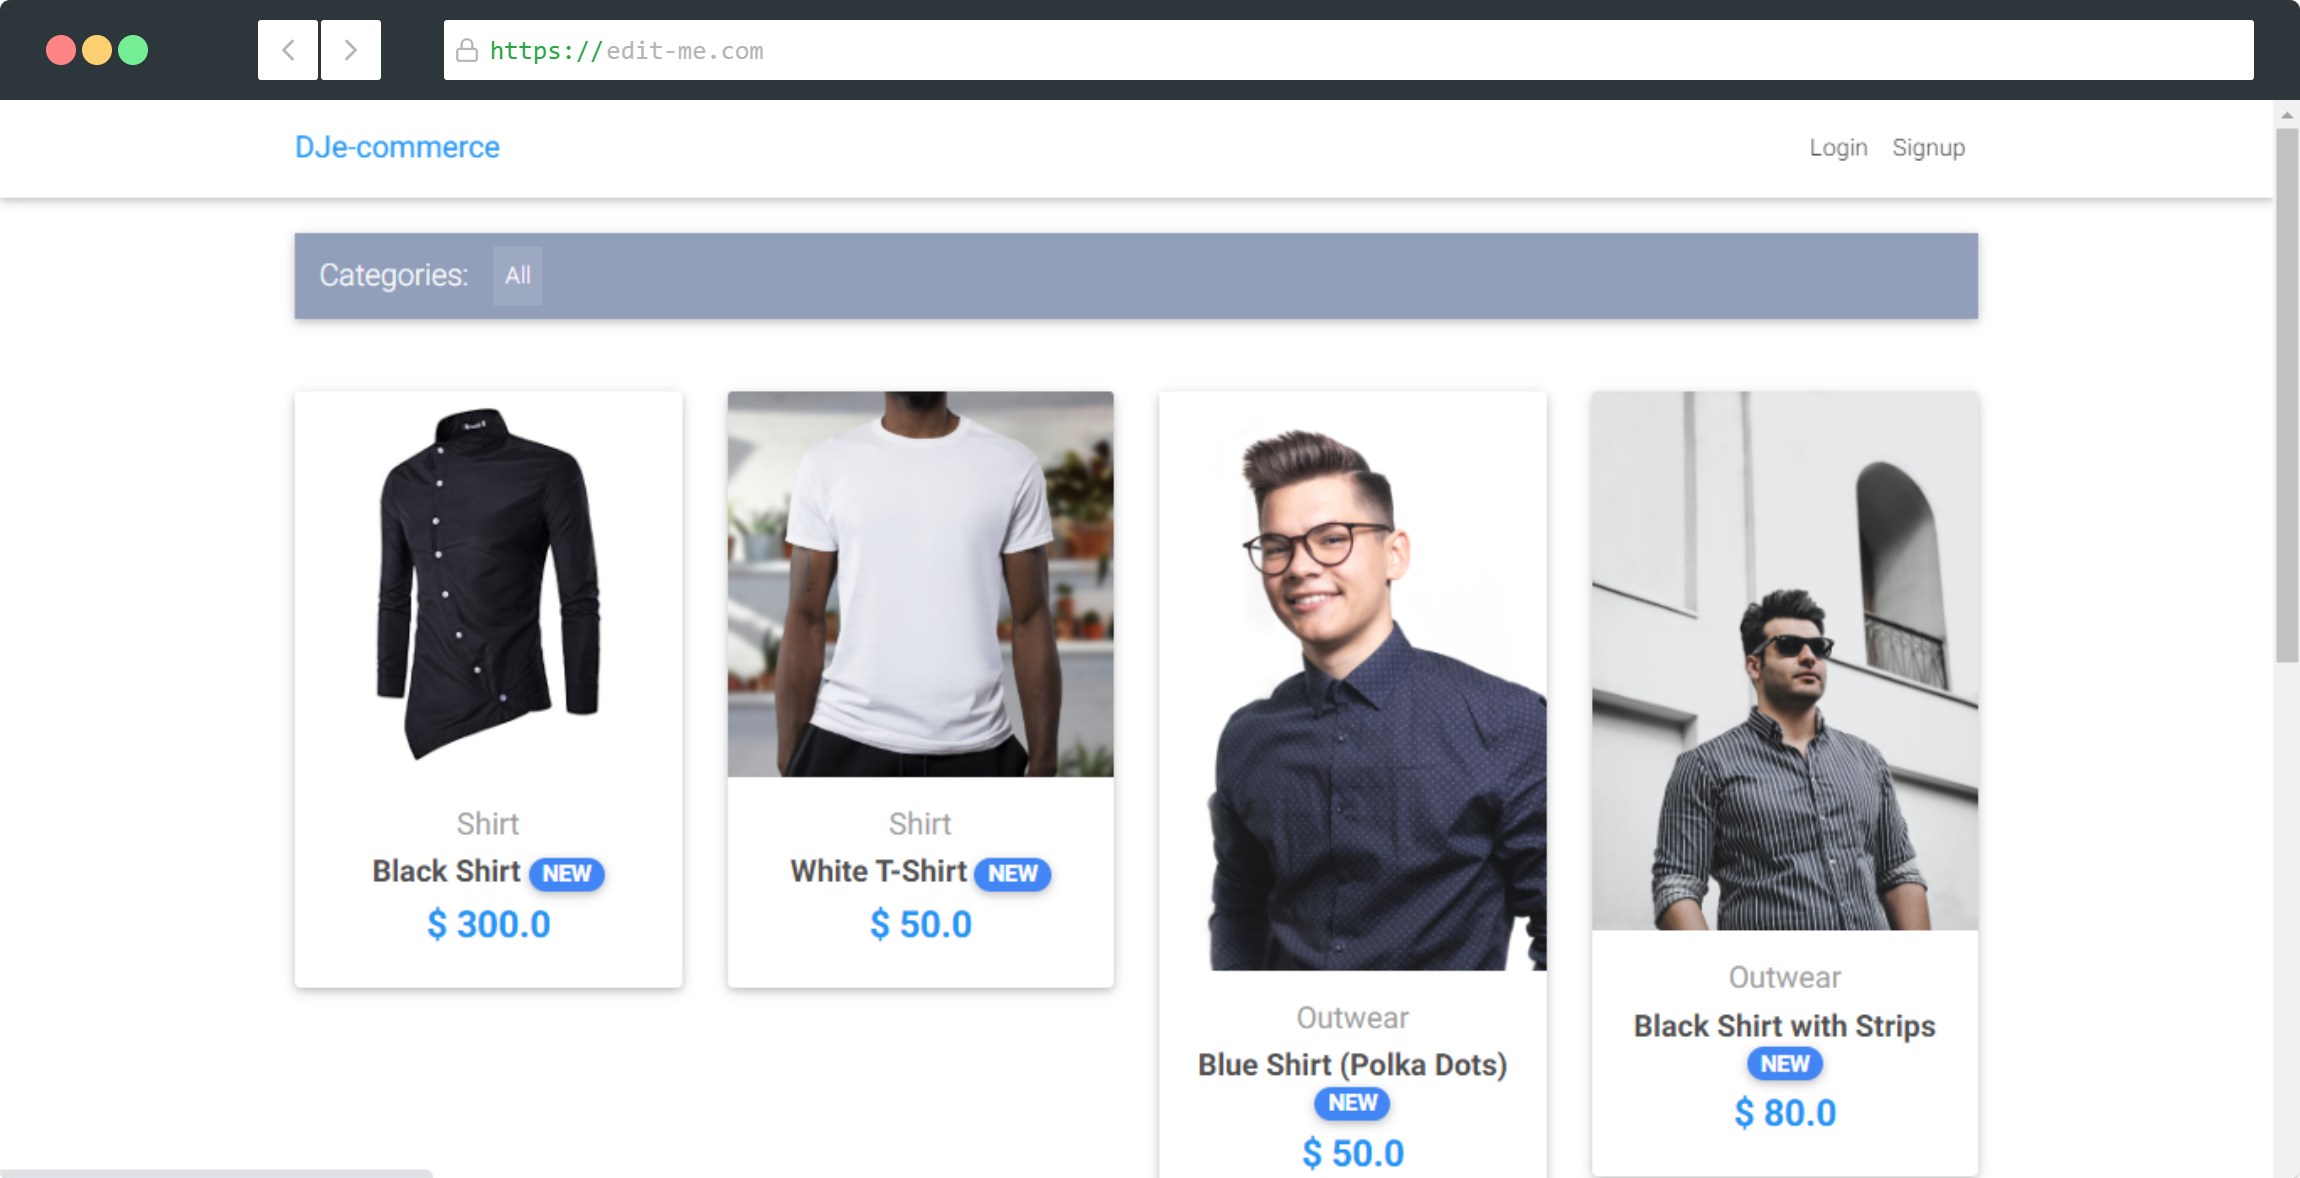 https://edit-me.com
DJe-commerce
Login Signup
Categories: All
Shirt
Black Shirt NEW
$ 300.0
Shirt
White T-Shirt NEW
$ 50.0
Outwear
Blue Shirt (Polka Dots)
NEW
$ 50.0
Outwear
Black Shirt with Strips
NEW
$ 80.0